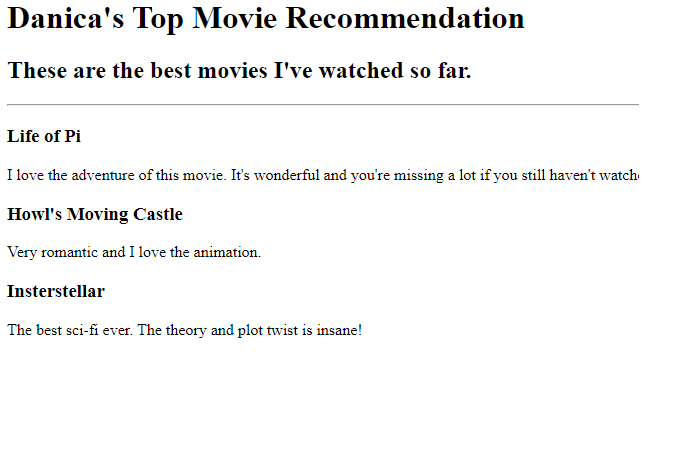 Danica's Top Movie Recommendation
These are the best movies I've watched so far.
Life of Pi
I love the adventure of this movie. It's wonderful and you're missing a lot if you still haven't
Howl's Moving Castle
Very romantic and I love the animation.
Insterstellar
The best sci-fi ever. The theory and plot twist is insane!